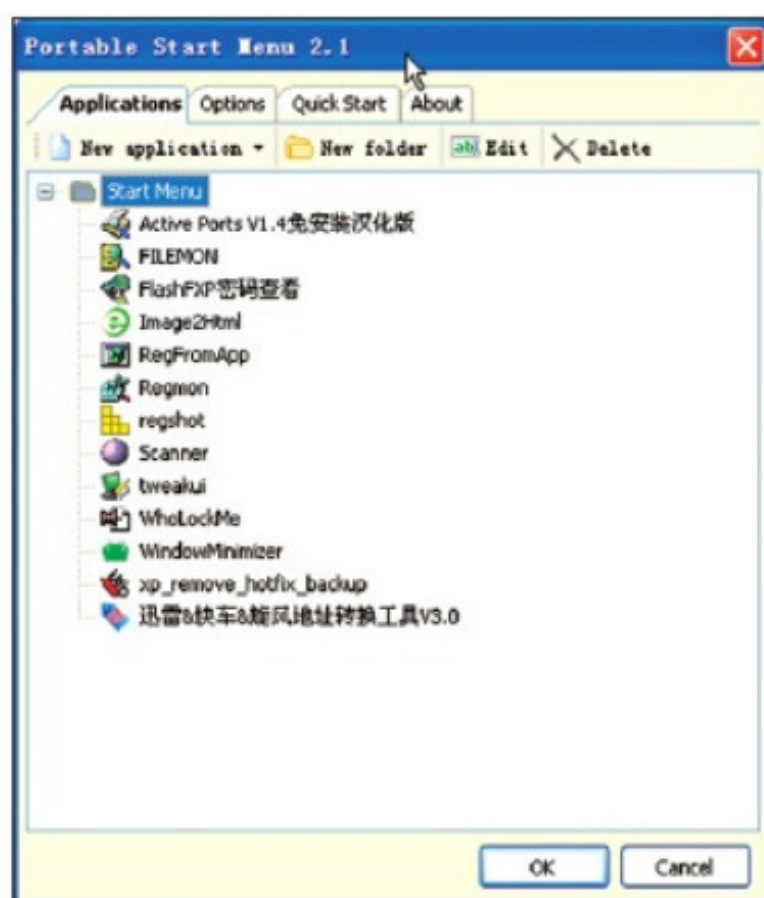 Portable Start Menu 2.1
Applications Options Quick Start About
New application New folder ab Edit Delete
Start Menu
Active Ports V1.4免安装汉化版
FILEMON
FlashFXP密码查看
Image2Html
RegFromApp
Regmon
regshot
Scanner
tweakui
WhoLockMe
WindowMinimizer
xp_remove_hotfix_backup
迅雷&快车&旋风地址转换工具V3.0
OK Cancel